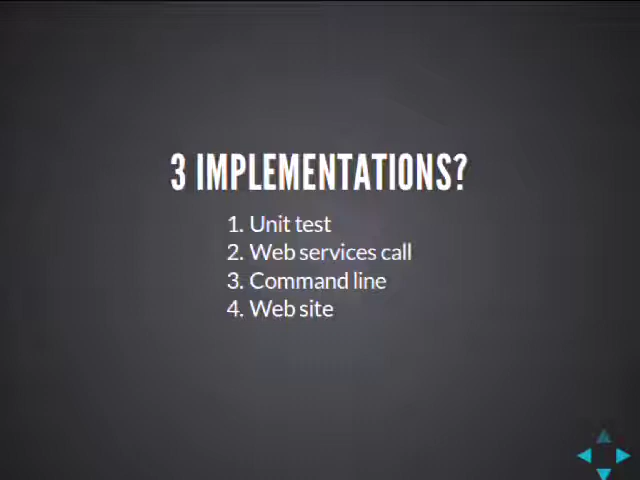 3 IMPLEMENTATIONS?
1. Unit test
2. Web services call
3. Command line
4. Web site